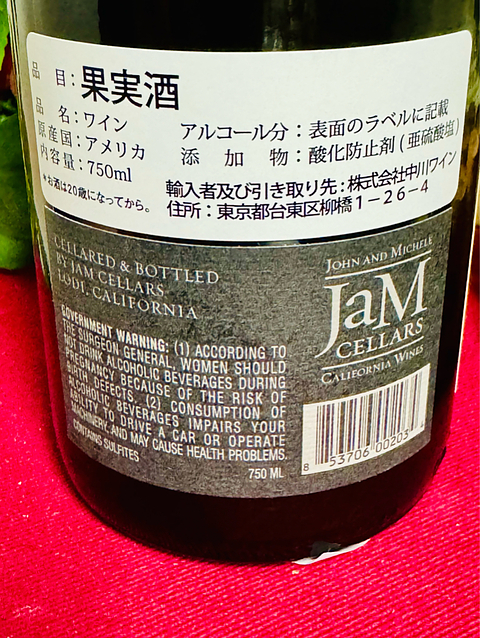 品　目：果実酒
品　名：ワイン
原産国：アメリカ
内容量：750ml
＊お酒は20歳になってから。
アルコール分：表面のラベルに記載
添　加　物：酸化防止剤(亜硫酸塩)
輸入者及び引き取り先：株式会社中川ワイン
住所：東京都台東区柳橋1-26-4
CELLARED & BOTTLED
BY JAM CELLARS
LODI, CALIFORNIA
GOVERNMENT WARNING: (1) ACCORDING TO
THE SURGEON GENERAL, WOMEN SHOULD
NOT DRINK ALCOHOLIC BEVERAGES DURING
PREGNANCY BECAUSE OF THE RISK OF
BIRTH DEFECTS. (2) CONSUMPTION OF
ALCOHOLIC BEVERAGES IMPAIRS YOUR
ABILITY TO DRIVE A CAR OR OPERATE
MACHINERY, AND MAY CAUSE HEALTH PROBLEMS.
CONTAINS SULFITES
750 ML
JOHN AND MICHELE
JaM
CELLARS
CALIFORNIA WINES
8 53706 00203